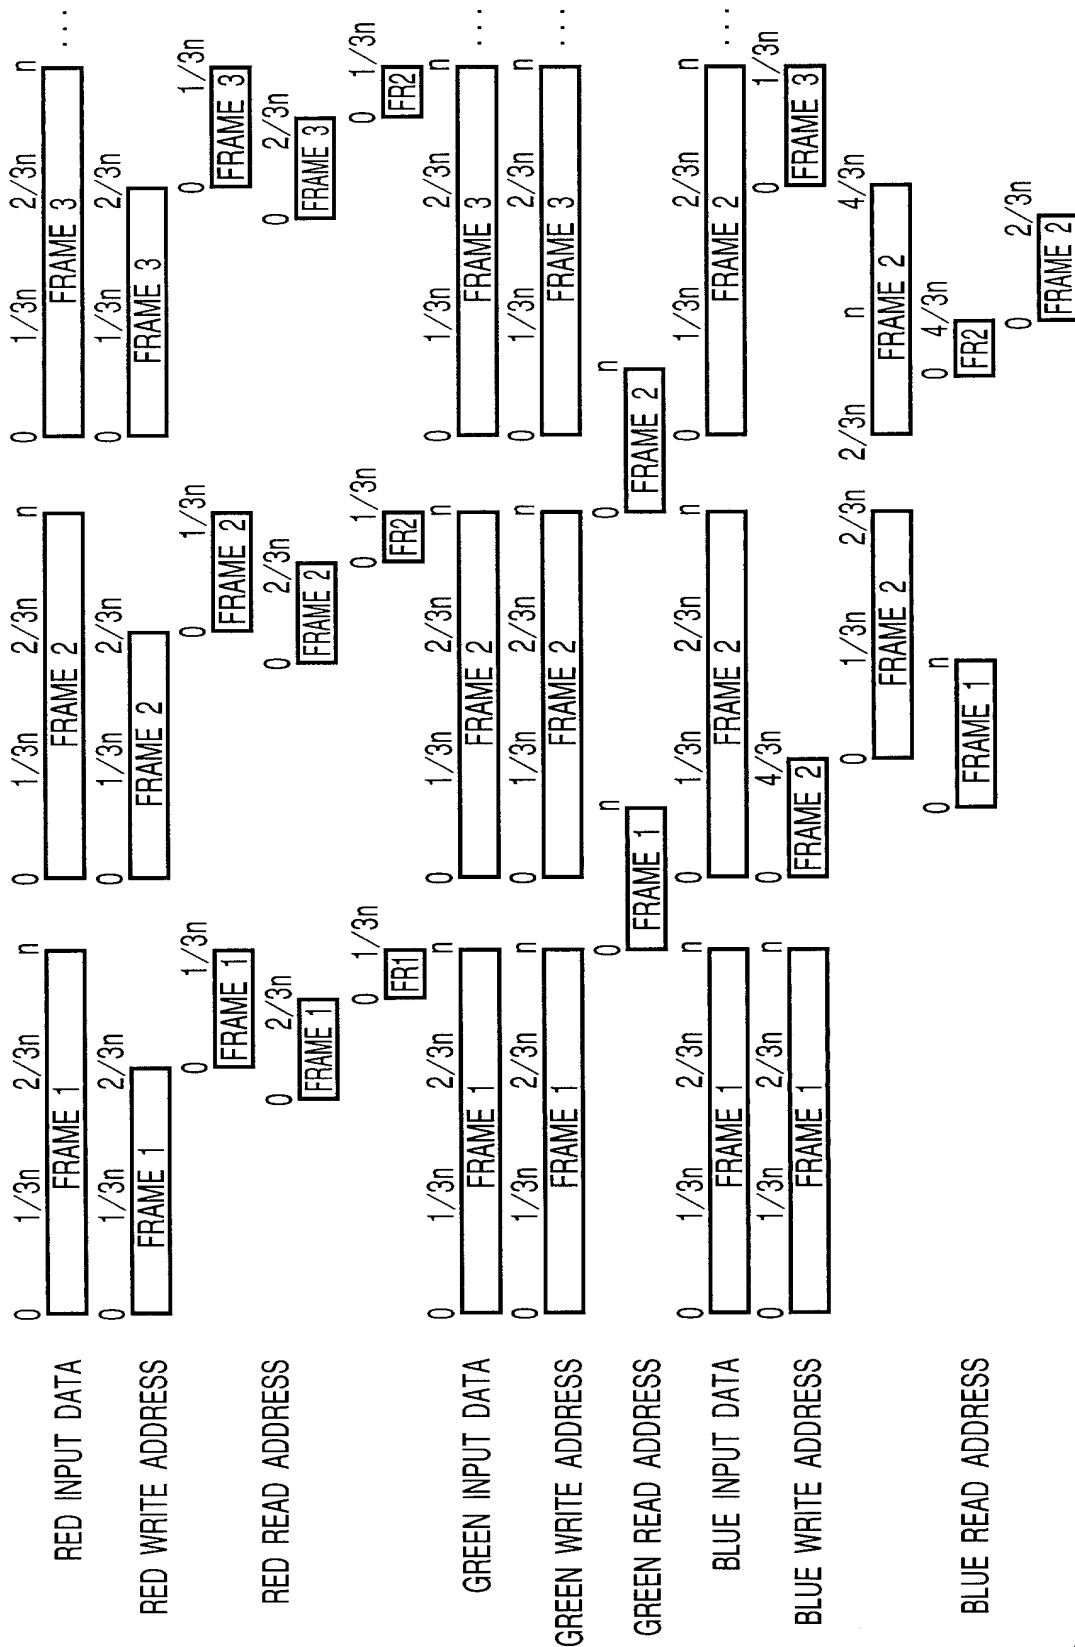 RED INPUT DATA
0 1/3n 2/3n n 0 1/3n 2/3n n 0 1/3n 2/3n n ...
FRAME 1 FRAME 2 FRAME 3
RED WRITE ADDRESS
0 1/3n 2/3n 0 1/3n 2/3n 0 1/3n 2/3n
FRAME 1 FRAME 2 FRAME 3
0 1/3n 0 1/3n 0 1/3n
FRAME 1 FRAME 2 FRAME 3
RED READ ADDRESS
0 2/3n 0 2/3n 0 2/3n
FRAME 1 FRAME 2 FRAME 3
0 1/3n 0 1/3n 0 1/3n
FR1 FR2 FR2
GREEN INPUT DATA
0 1/3n 2/3n n 0 1/3n 2/3n n 0 1/3n 2/3n n ...
FRAME 1 FRAME 2 FRAME 3
GREEN WRITE ADDRESS
0 1/3n 2/3n n 0 1/3n 2/3n n 0 1/3n 2/3n n ...
FRAME 1 FRAME 2 FRAME 3
GREEN READ ADDRESS
0 n 0 n
FRAME 1 FRAME 2
BLUE INPUT DATA
0 1/3n 2/3n n 0 1/3n 2/3n n 0 1/3n 2/3n n ...
FRAME 1 FRAME 2 FRAME 2
BLUE WRITE ADDRESS
0 1/3n 2/3n n 0 4/3n 0 1/3n
FRAME 1 FRAME 2 FRAME 3
0 1/3n 2/3n 2/3n n 4/3n
FRAME 2 FRAME 2
BLUE READ ADDRESS
0 n 0 4/3n
FRAME 1 FR2
0 2/3n
FRAME 2